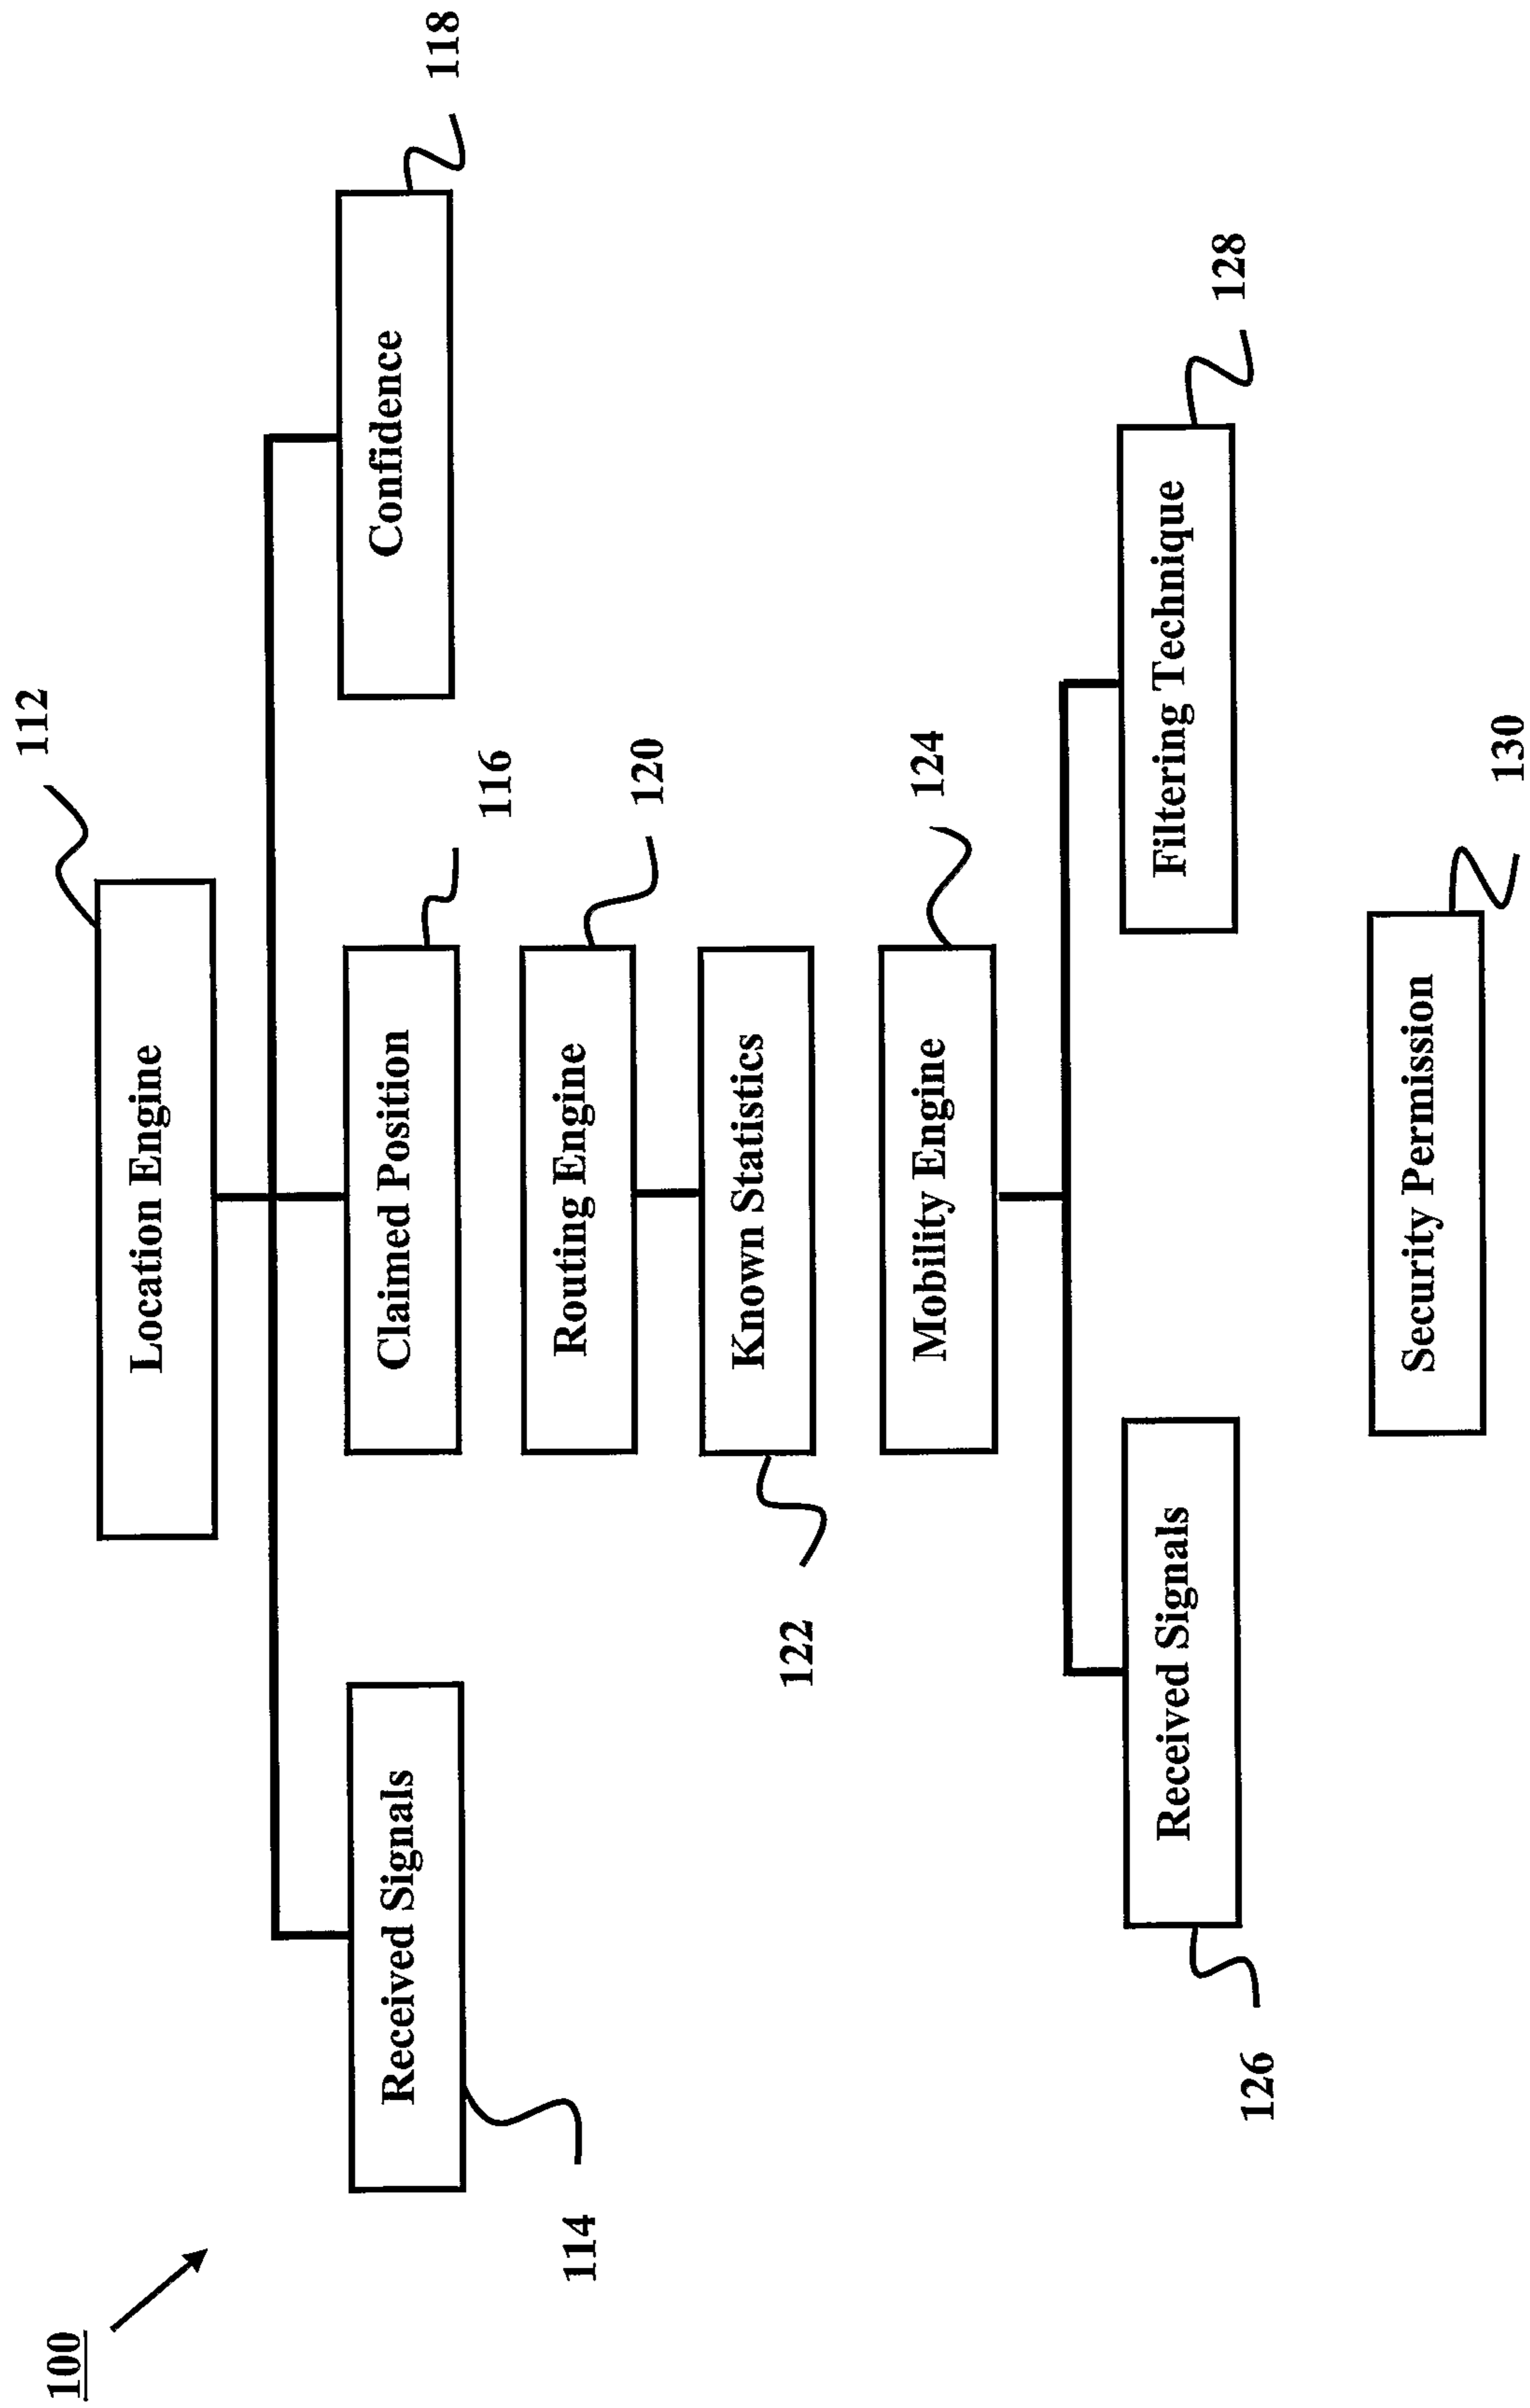 100
112
Location Engine
118
Received Signals
Claimed Position
Confidence
114
116
Routing Engine
120
Known Statistics
122
Mobility Engine
124
Received Signals
Filtering Technique
126
128
Security Permission
130